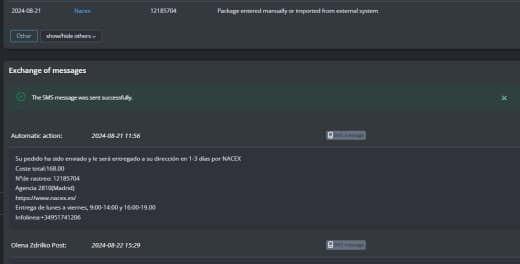 2024-08-21 Nacex 12185704 Package entered manually or imported from external system
Other show/hide others
Exchange of messages
The SMS message was sent successfully.
Automatic action: 2024-08-21 11:56 SMS message
Su pedido ha sido enviado y le será entregado a su dirección en 1-3 días por NACEX
Coste total:168.00
Nºde rastreo: 12185704
Agencia 2810(Madrid)
https://www.nacex.es/
Entrega de lunes a viernes, 9:00-14:00 y 16:00-19.00
Infolinea:+34951741206
Olena Zdrilko Post: 2024-08-22 15:29 SMS message